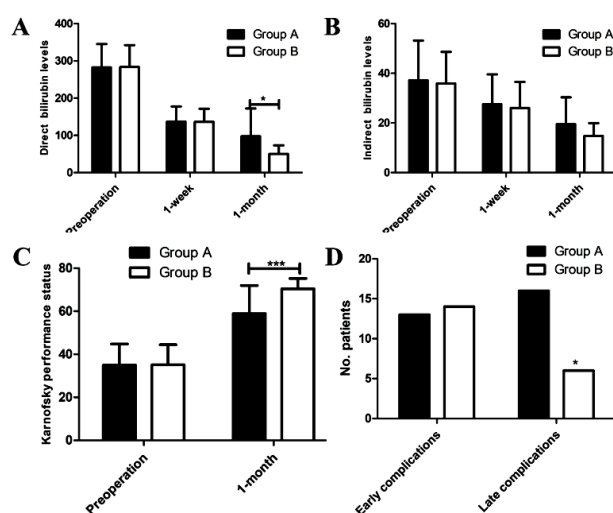 A
Direct bilirubin levels
400
300
200
100
0
Group A
Group B
*
Preoperation
1-week
1-month
B
Indirect bilirubin levels
60
40
20
0
Group A
Group B
Preoperation
1-week
1-month
C
Karnofsky performance status
80
60
40
20
0
Group A
Group B
***
Preoperation
1-month
D
No. patients
20
15
10
5
0
Group A
Group B
*
Early complications
Late complications